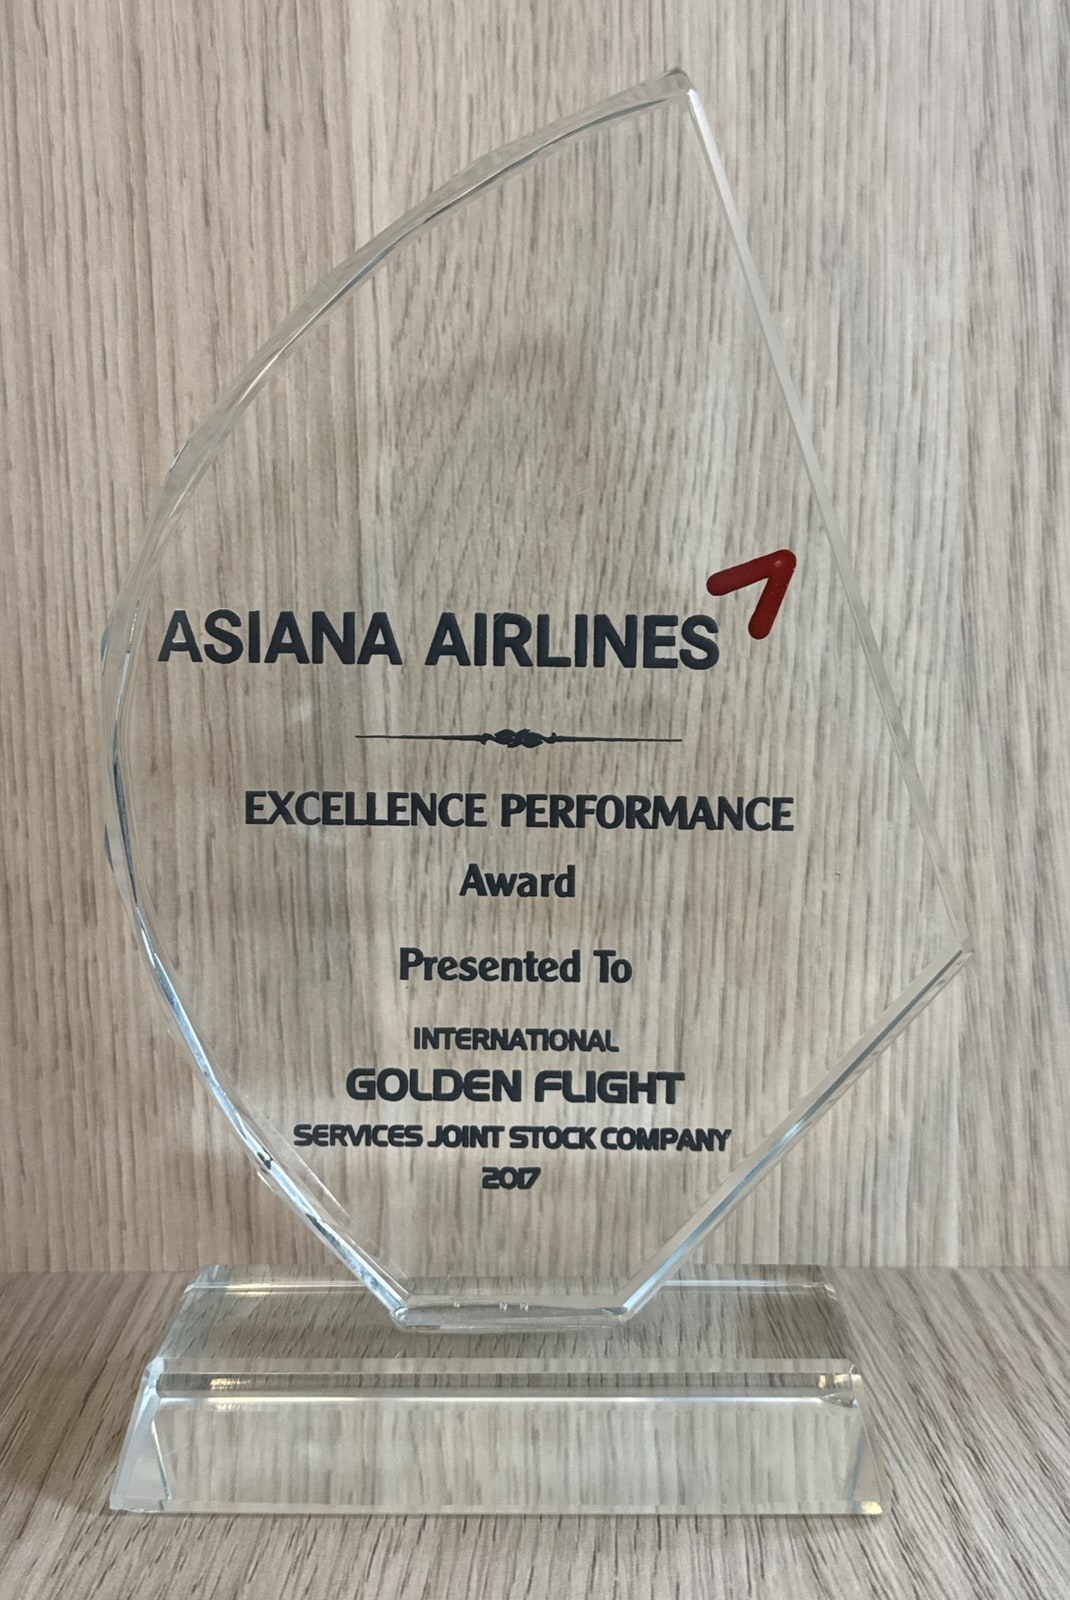 ASIANA AIRLINES
EXCELLENCE PERFORMANCE
Award
Presented To
INTERNATIONAL
GOLDEN FLIGHT
SERVICES JOINT STOCK COMPANY
2017